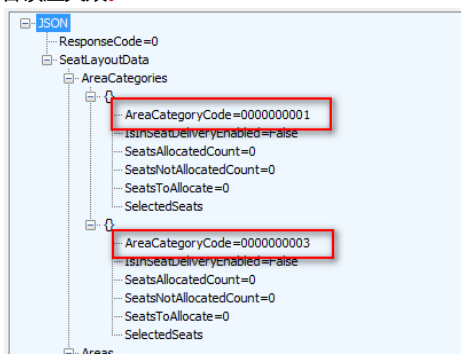 JSON
ResponseCode=0
SeatLayoutData
AreaCategories
{}
AreaCategoryCode=0000000001
IsInSeatDeliveryEnabled=False
SeatsAllocatedCount=0
SeatsNotAllocatedCount=0
SeatsToAllocate=0
SelectedSeats
{}
AreaCategoryCode=0000000003
IsInSeatDeliveryEnabled=False
SeatsAllocatedCount=0
SeatsNotAllocatedCount=0
SeatsToAllocate=0
SelectedSeats
Areas